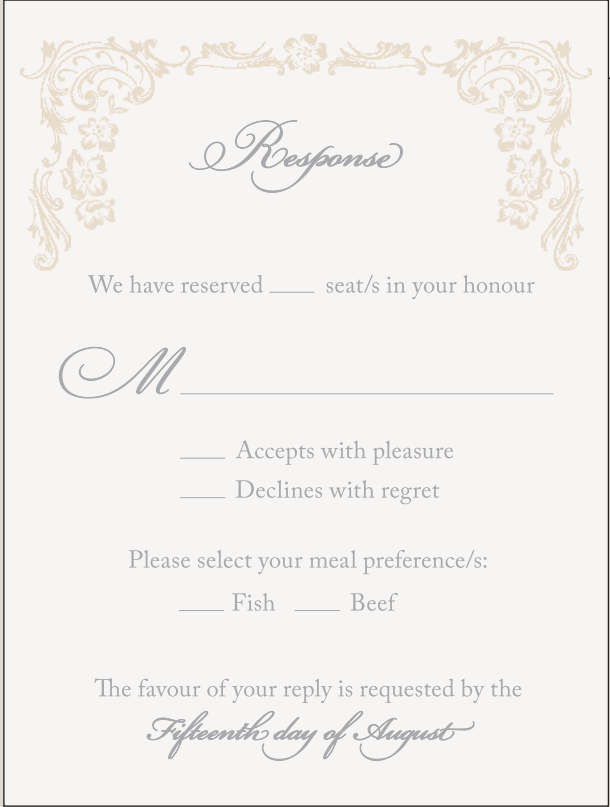 Response
We have reserved ____ seat/s in your honour
M ______________________________
____ Accepts with pleasure
____ Declines with regret
Please select your meal preference/s:
____ Fish ____ Beef
The favour of your reply is requested by the
Fifteenth day of August